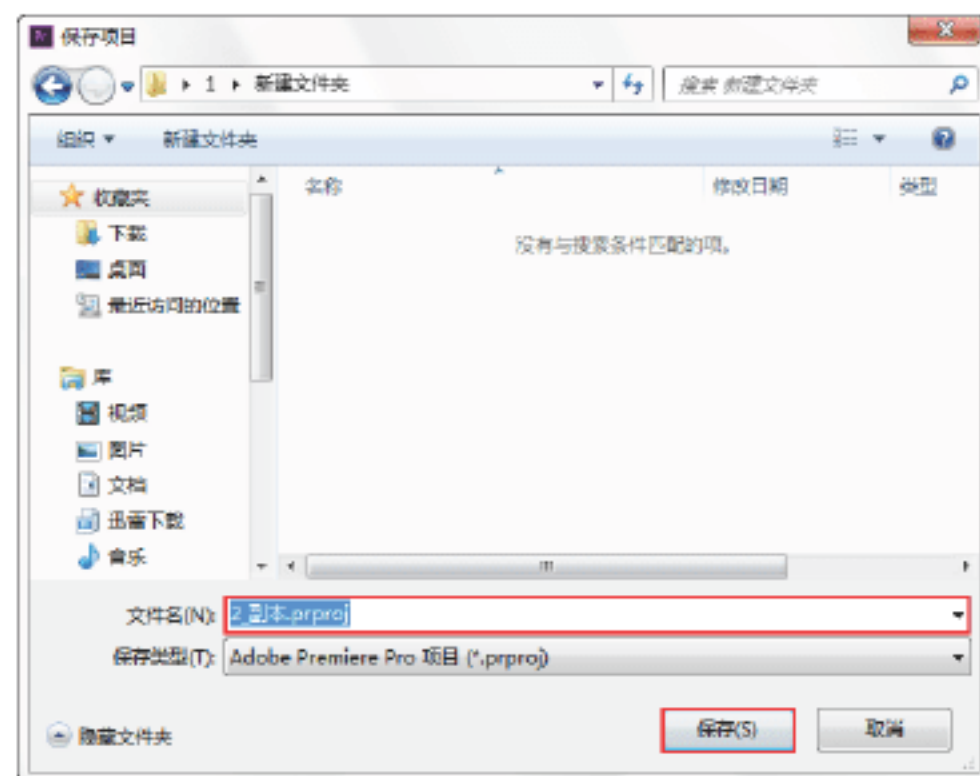 Pr 保存项目
1 新建文件夹 搜索 新建文件夹
组织 新建文件夹
收藏夹
下载
桌面
最近访问的位置
库
视频
图片
文档
迅雷下载
音乐
名称 修改日期 类型
没有与搜索条件匹配的项。
文件名(N): 2_副本.prproj
保存类型(T): Adobe Premiere Pro 项目 (*.prproj)
隐藏文件夹 保存(S) 取消